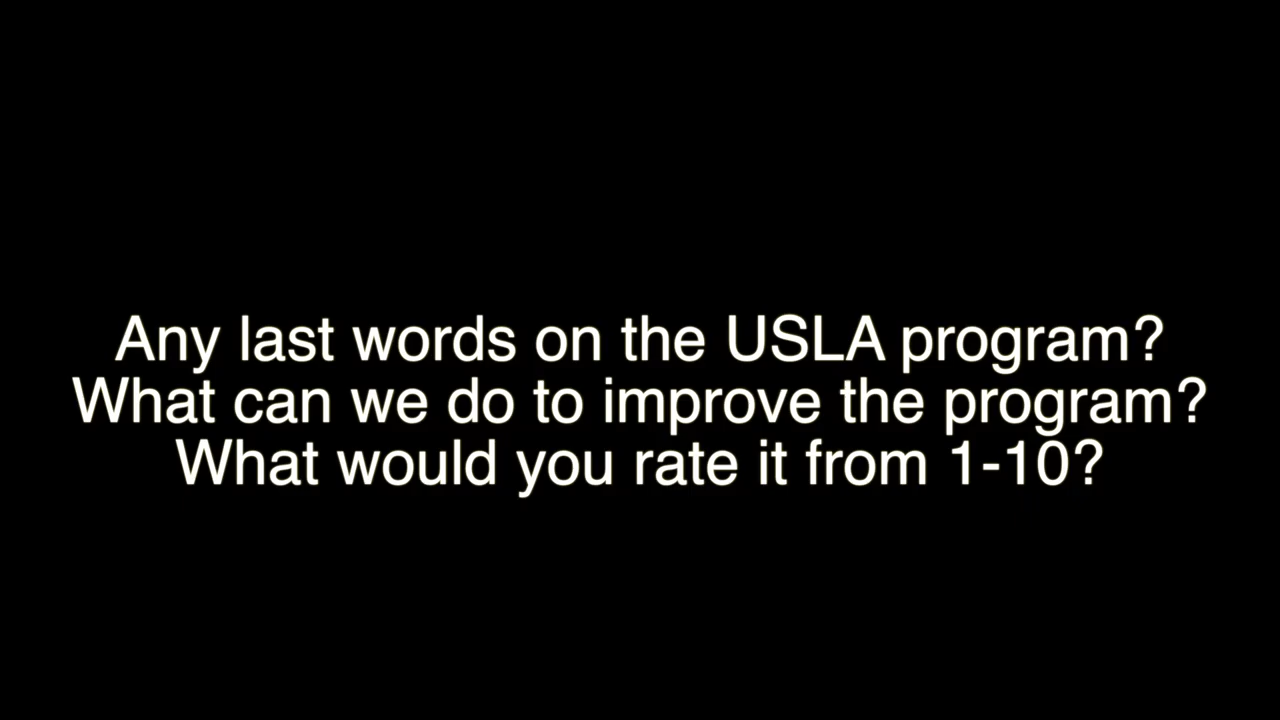 Any last words on the USLA program?
What can we do to improve the program?
What would you rate it from 1-10?